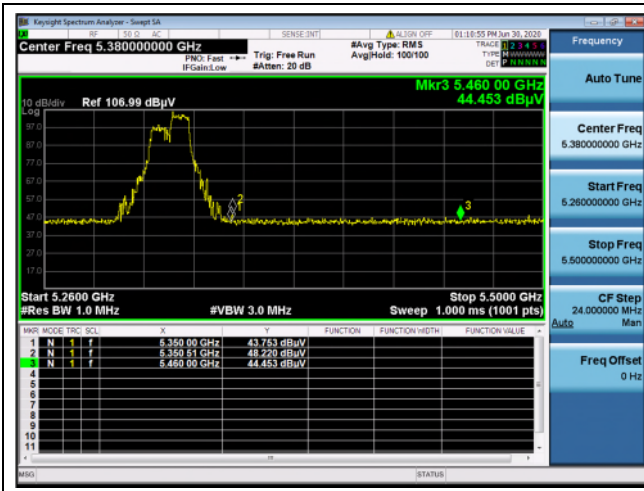 Keysight Spectrum Analyzer - Swept SA
RF 50 Ω AC SENSE:INT ALIGN OFF 01:10:55 PM Jun 30, 2020
Center Freq 5.380000000 GHz
PNO: Fast
IFGain:Low
Trig: Free Run
#Atten: 20 dB
#Avg Type: RMS
Avg|Hold: 100/100
TRACE 1 2 3 4 5 6
TYPE M
DET P N N N N N
Mkr3 5.460 00 GHz
44.453 dBµV
10 dB/div Ref 106.99 dBµV
Log
97.0
87.0
77.0
67.0
57.0
47.0
37.0
27.0
17.0
2
3
Start 5.2600 GHz Stop 5.5000 GHz
#Res BW 1.0 MHz #VBW 3.0 MHz Sweep 1.000 ms (1001 pts)
MKR MODE TRC SCL X Y FUNCTION FUNCTION WIDTH FUNCTION VALUE
1 N 1 f 5.350 00 GHz 43.753 dBuV
2 N 1 f 5.350 51 GHz 48.220 dBuV
3 N 1 f 5.460 00 GHz 44.453 dBuV
4
5
6
7
8
9
10
11
MSG STATUS
Frequency
Auto Tune
Center Freq
5.380000000 GHz
Start Freq
5.260000000 GHz
Stop Freq
5.500000000 GHz
CF Step
24.000000 MHz
Auto Man
Freq Offset
0 Hz